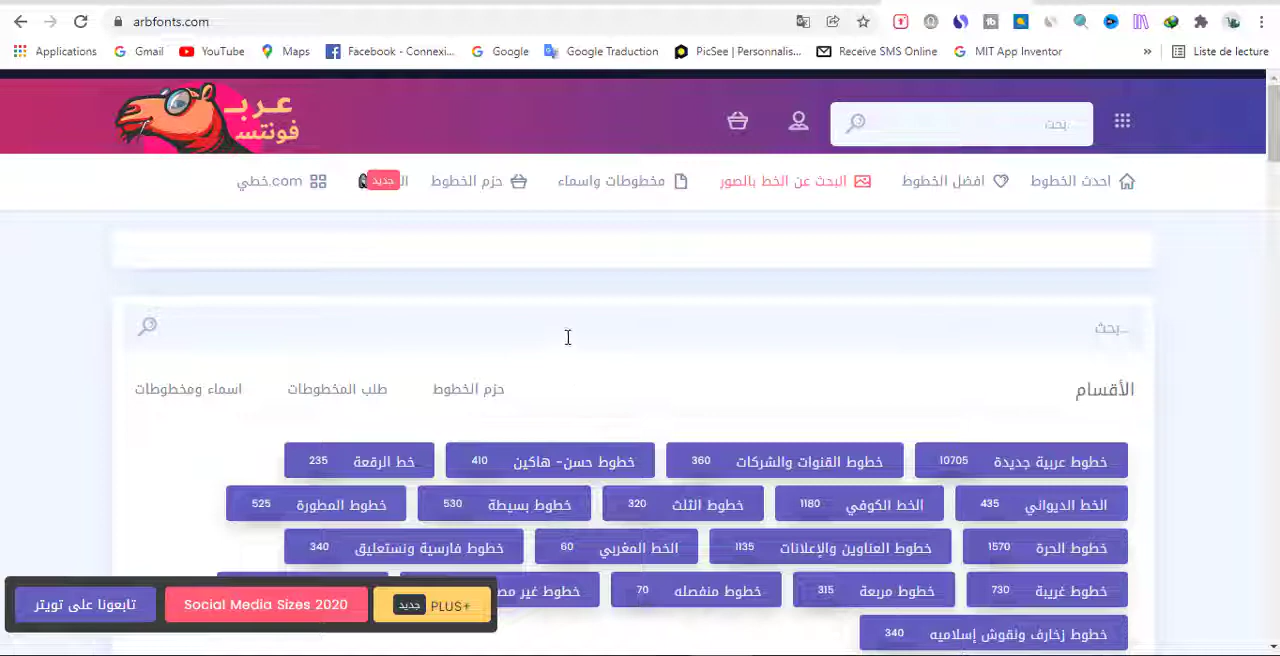 arbfonts.com
Applications Gmail YouTube Maps Facebook - Connexi... Google Google Traduction PicSee | Personnalis... Receive SMS Online MIT App Inventor » Liste de lecture
عربـ
فونتس
بحث
احدث الخطوط افضل الخطوط البحث عن الخط بالصور مخطوطات واسماء حزم الخطوط جديد خطي.com
بحث...
الأقسام حزم الخطوط طلب المخطوطات اسماء ومخطوطات
خطوط عربية جديدة 10705 خطوط القنوات والشركات 360 خطوط حسن- هاكين 410 خط الرقعة 235
الخط الديواني 435 الخط الكوفي 1180 خطوط الثلث 320 خطوط بسيطة 530 خطوط المطورة 525
خطوط الحرة 1570 خطوط العناوين والإعلانات 1135 الخط المغربي 60 خطوط فارسية ونستعليق 340
خطوط غريبة 730 خطوط مربعة 315 خطوط منفصله 70 خطوط غير
خطوط زخارف ونقوش إسلاميه 340
تابعونا على تويتر Social Media Sizes 2020 جديد PLUS+